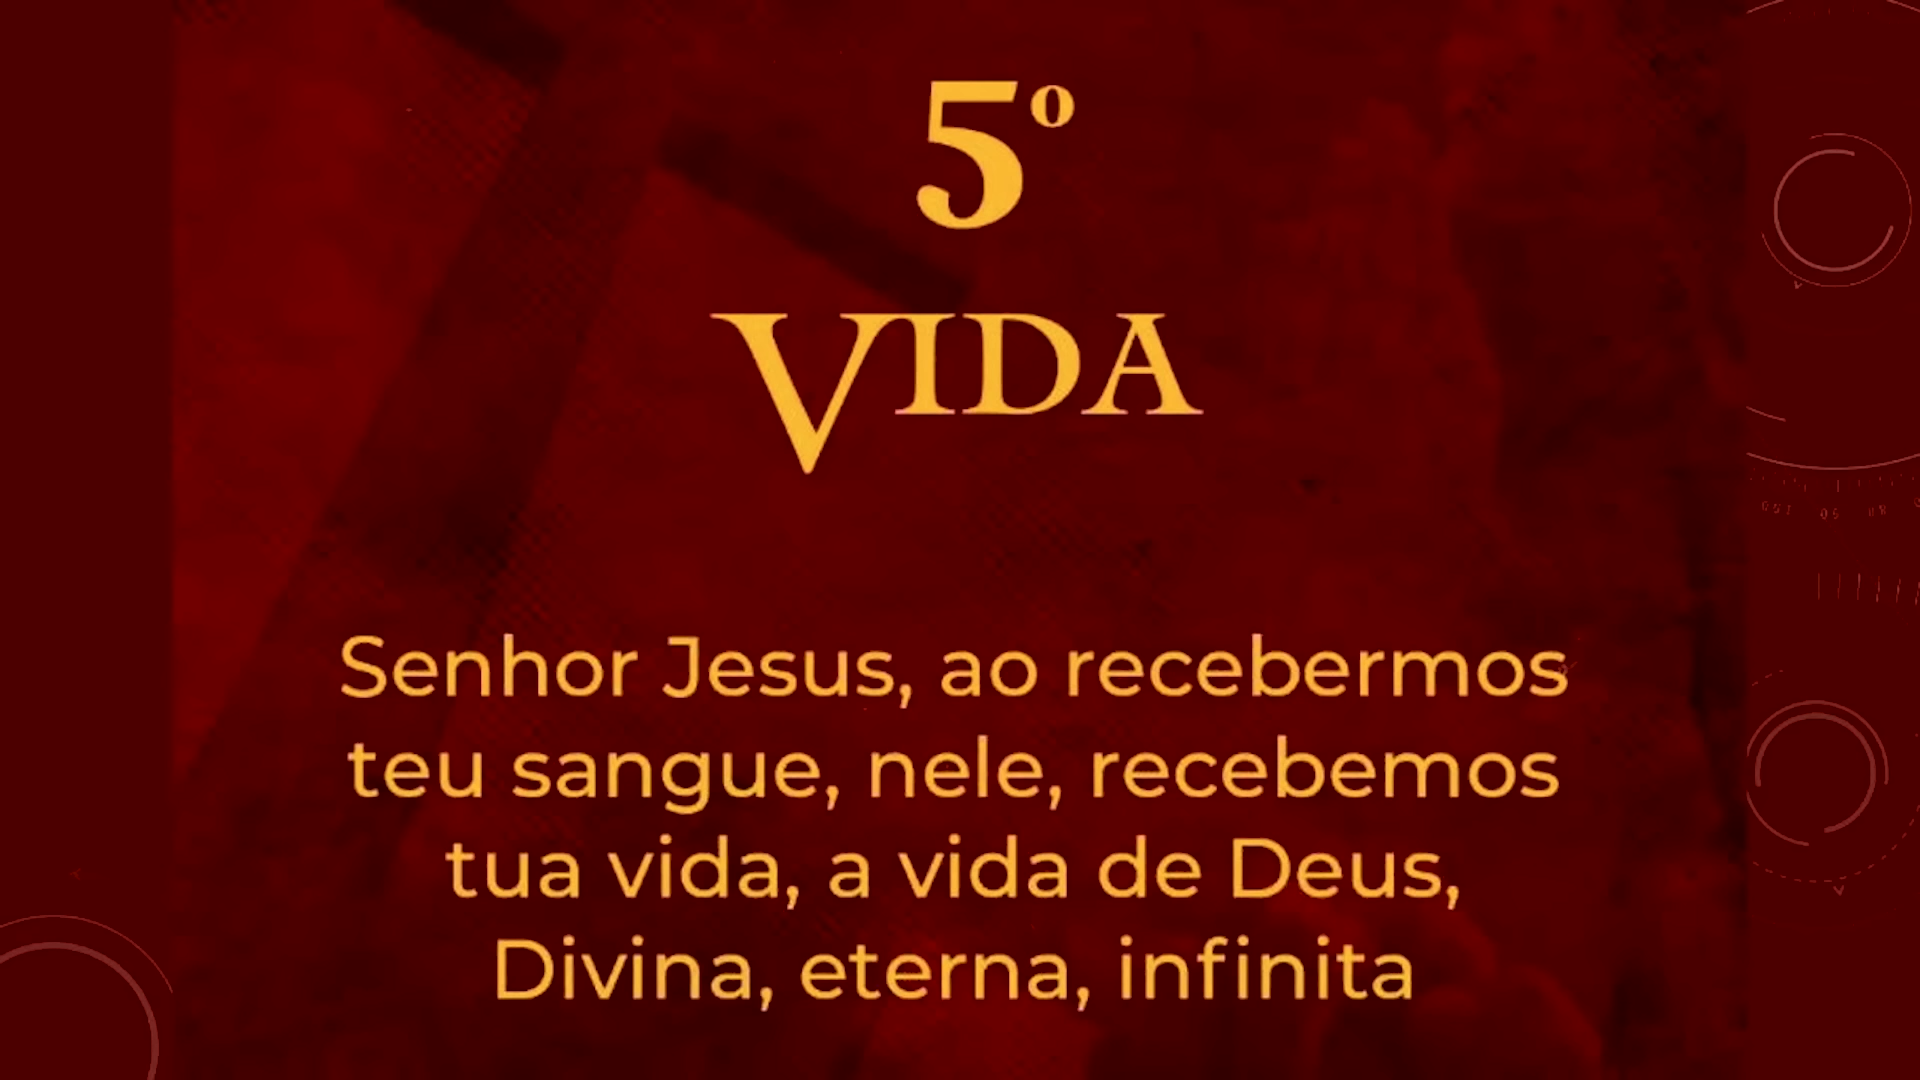 5º
VIDA
Senhor Jesus, ao recebermos
teu sangue, nele, recebemos
tua vida, a vida de Deus,
Divina, eterna, infinita